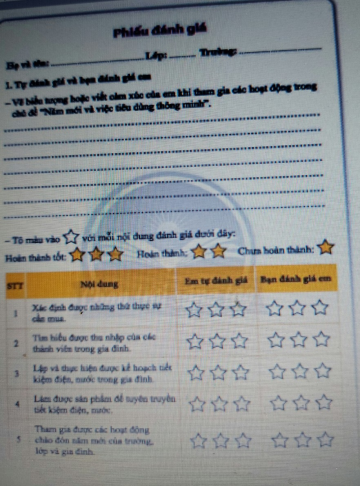 Phiếu đánh giá
Họ và tên: Lớp: Trường:
1. Tự đánh giá và bạn đánh giá em
– Vẽ biểu tượng hoặc viết cảm xúc của em khi tham gia các hoạt động trong
chủ đề "Năm mới và việc tiêu dùng thông minh".
– Tô màu vào với mỗi nội dung đánh giá dưới đây:
Hoàn thành tốt: Hoàn thành: Chưa hoàn thành:
STT Nội dung Em tự đánh giá Bạn đánh giá em
1 Xác định được những thứ thực sự
cần mua.
2 Tìm hiểu được thu nhập của các
thành viên trong gia đình.
3 Lập và thực hiện được kế hoạch tiết
kiệm điện, nước trong gia đình.
4 Làm được sản phẩm để tuyên truyền
tiết kiệm điện, nước.
5 Tham gia được các hoạt động
chào đón năm mới của trường,
lớp và gia đình.